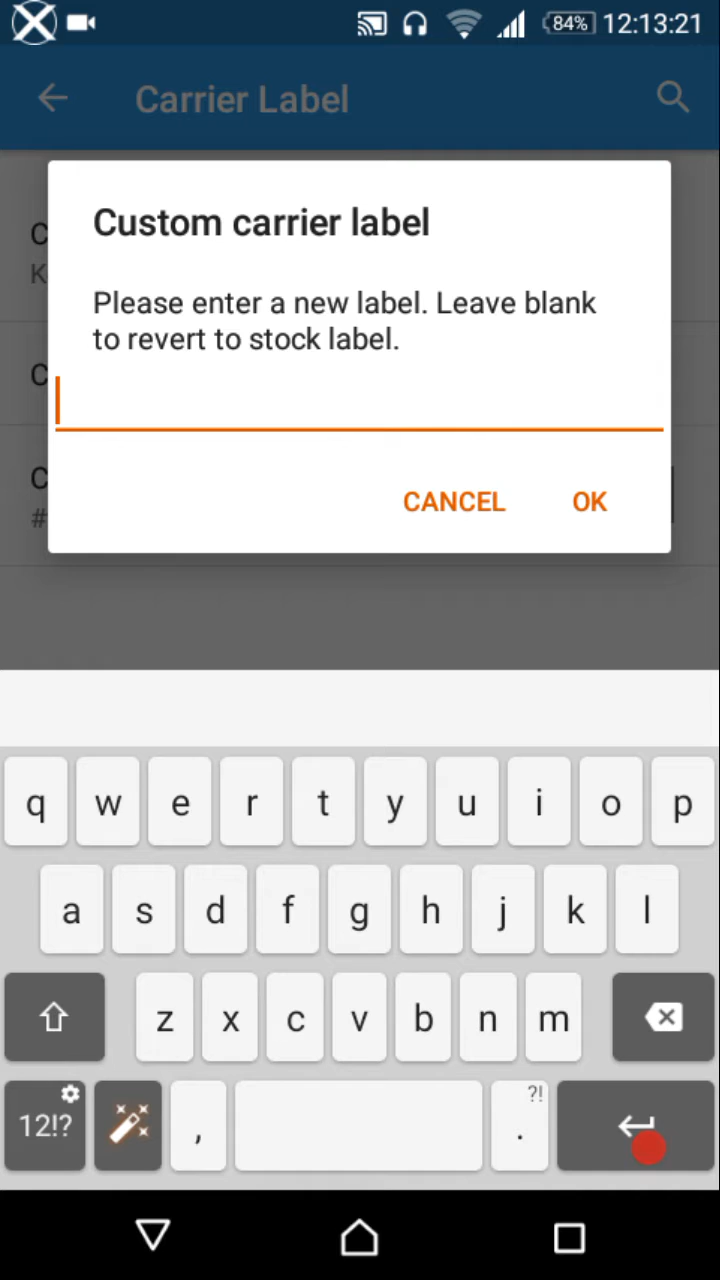 84% 12:13:21
Carrier Label
Custom carrier label
C
K
Please enter a new label. Leave blank
to revert to stock label.
C
C
#
CANCEL OK
q w e r t y u i o p
a s d f g h j k l
z x c v b n m
?!
12!? , .